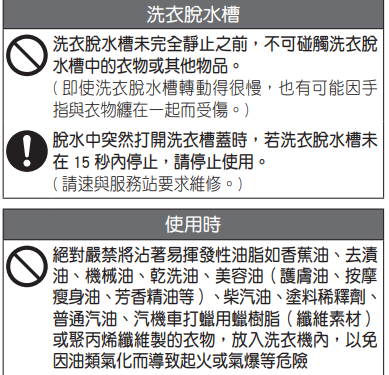 洗衣脫水槽
洗衣脫水槽未完全靜止之前，不可碰觸洗衣脫
水槽中的衣物或其他物品。
（即使洗衣脫水槽轉動得很慢，也有可能因手
指與衣物纏在一起而受傷。）
脫水中突然打開洗衣槽蓋時，若洗衣脫水槽未
在 15 秒內停止，請停止使用。
（請速與服務站要求維修。）
使用時
絕對嚴禁將沾著易揮發性油脂如香蕉油、去漬
油、機械油、乾洗油、美容油（護膚油、按摩
瘦身油、芳香精油等）、柴汽油、塗料稀釋劑、
普通汽油、汽機車打蠟用蠟樹脂（纖維素材）
或聚丙烯纖維製的衣物，放入洗衣機內，以免
因油類氣化而導致起火或氣爆等危險